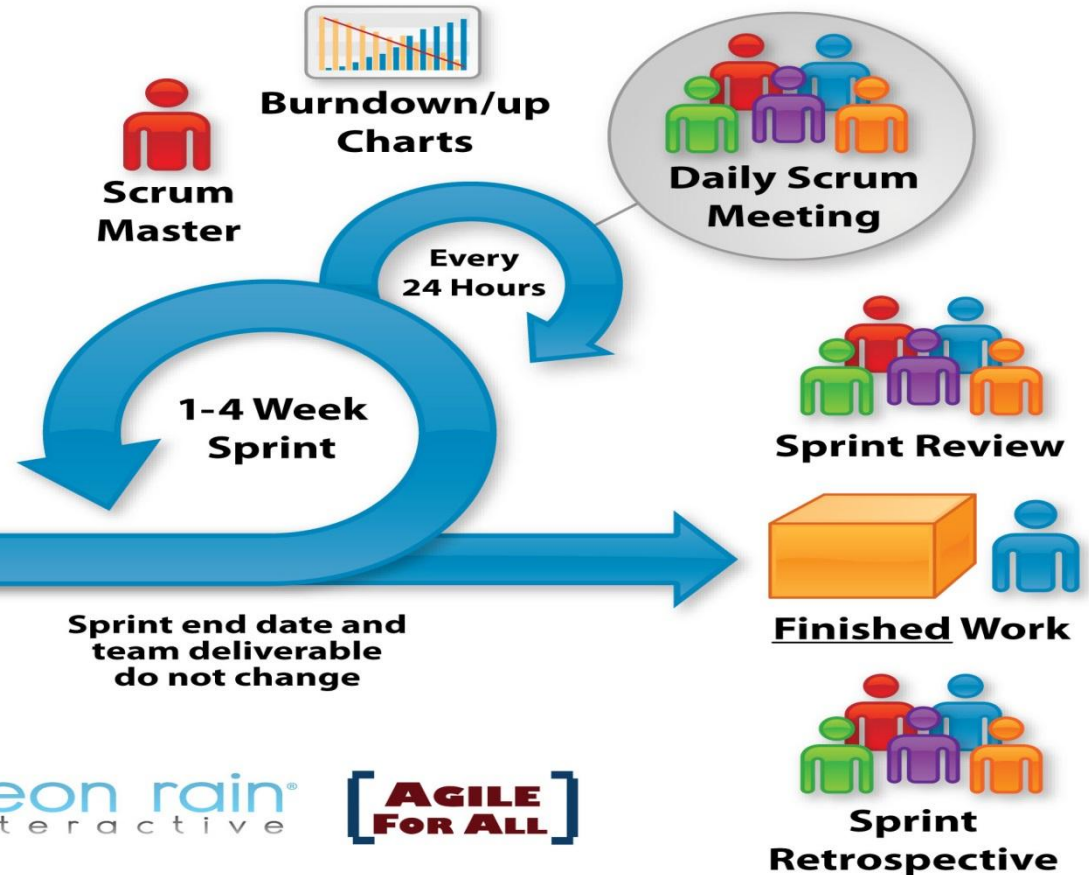 Burndown/up
Charts
Scrum
Master
Daily Scrum
Meeting
Every
24 Hours
1-4 Week
Sprint
Sprint Review
Finished Work
Sprint end date and
team deliverable
do not change
eon rain®
teractive
AGILE
FOR ALL
Sprint
Retrospective